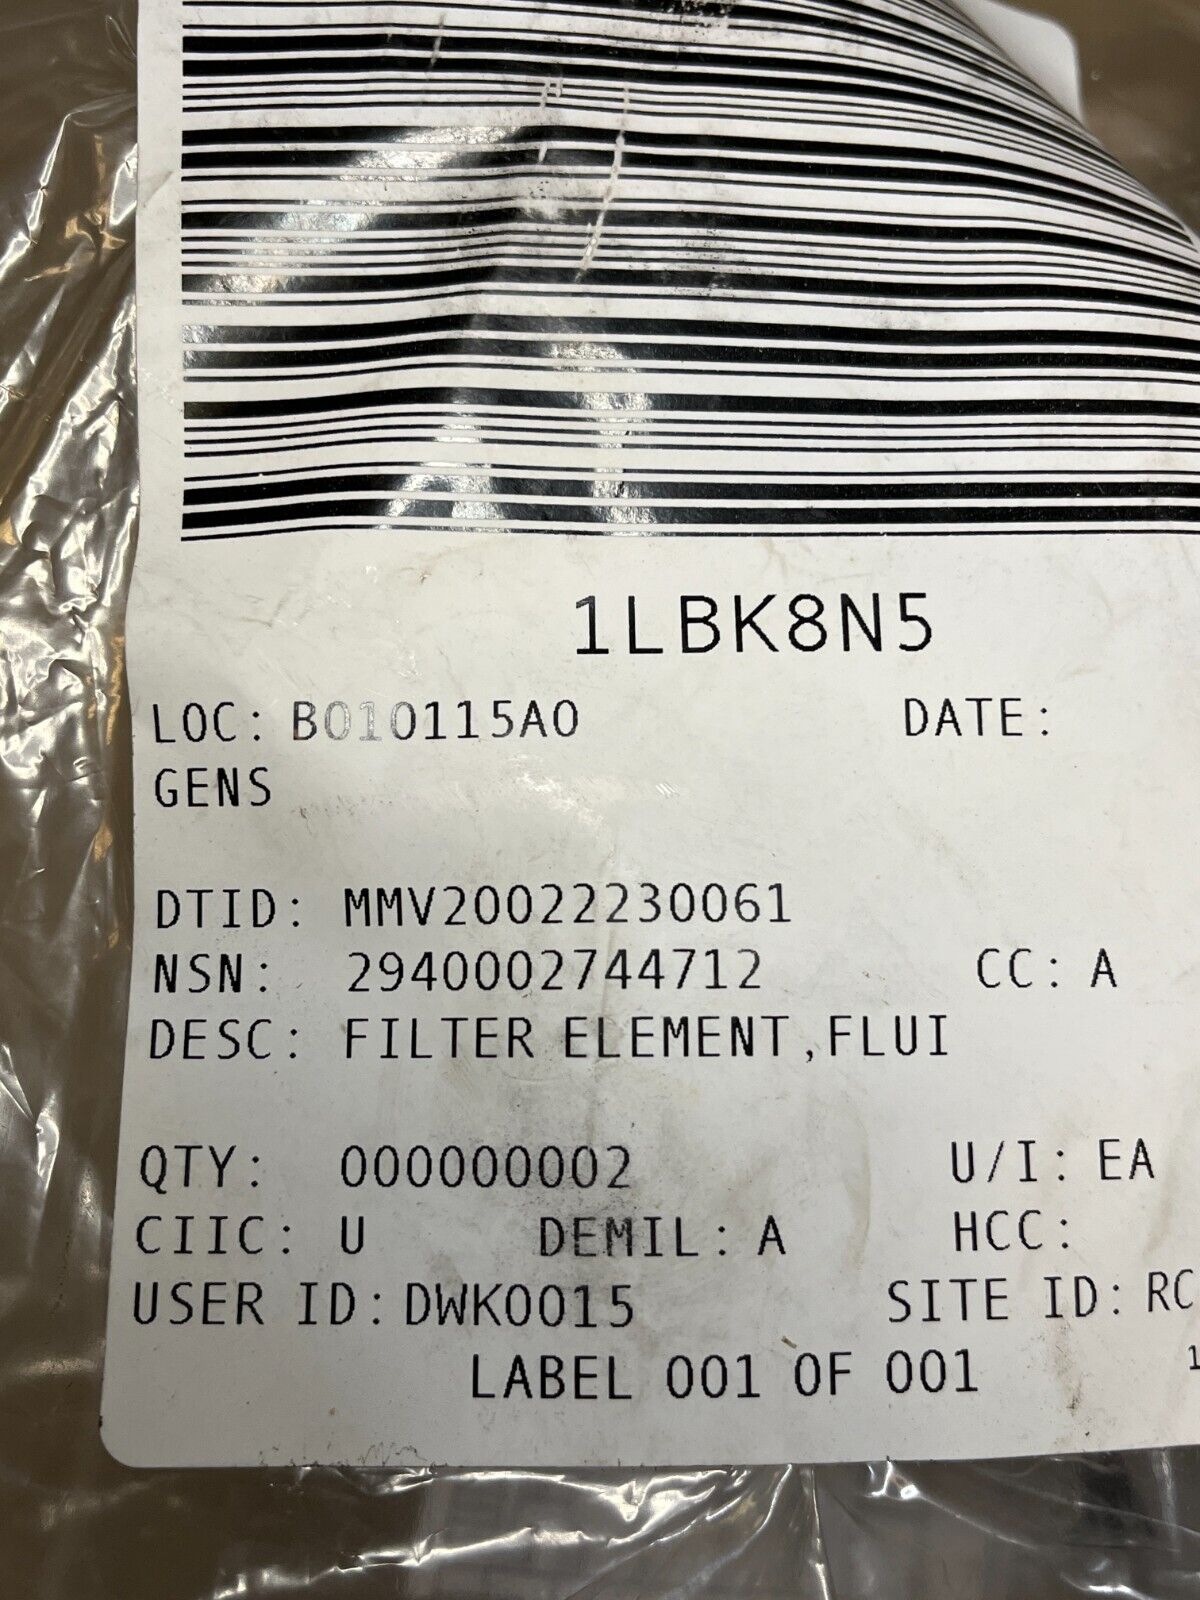 1LBK8N5
LOC: B010115A0 DATE:
GENS
DTID: MMV20022230061
NSN: 2940002744712 CC: A
DESC: FILTER ELEMENT,FLUI
QTY: 000000002 U/I: EA
CIIC: U DEMIL: A HCC:
USER ID: DWK0015 SITE ID: RC
LABEL 001 OF 001